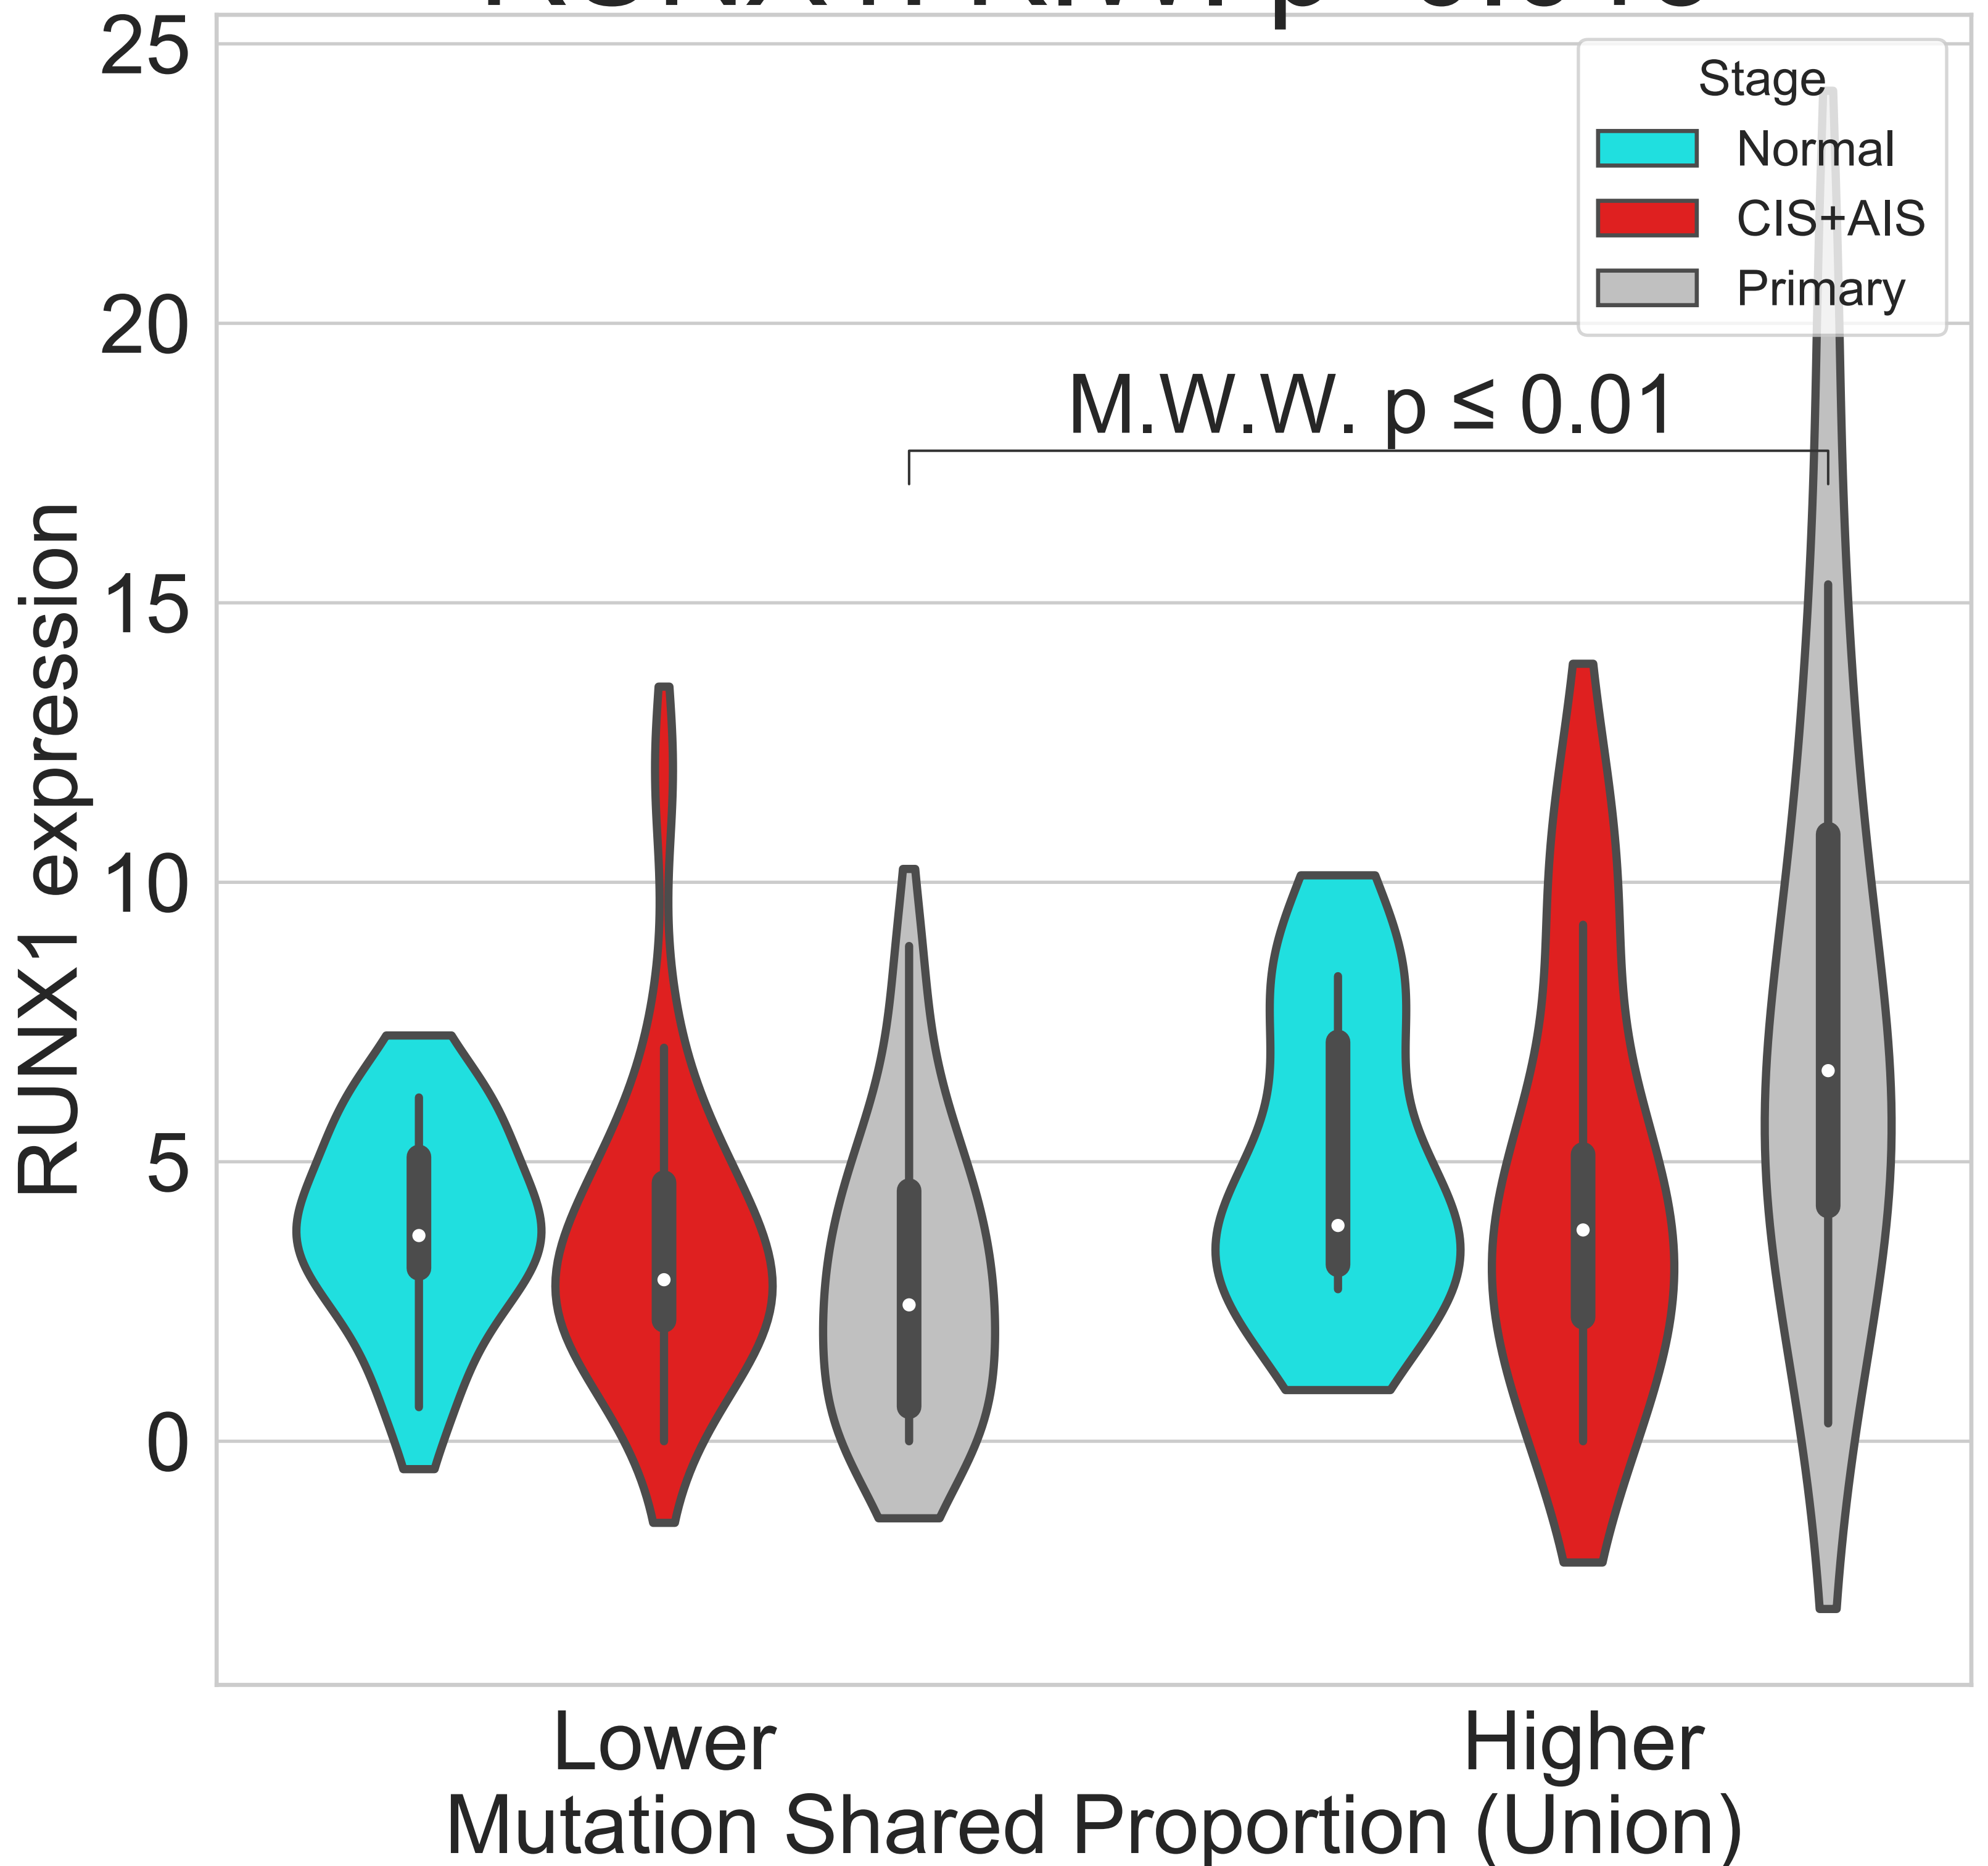 25
20
15
10
5
0
RUNX1 expression
Stage
Normal
CIS+AIS
Primary
M.W.W. p ≤ 0.01
Lower
Higher
Mutation Shared Proportion (Union)